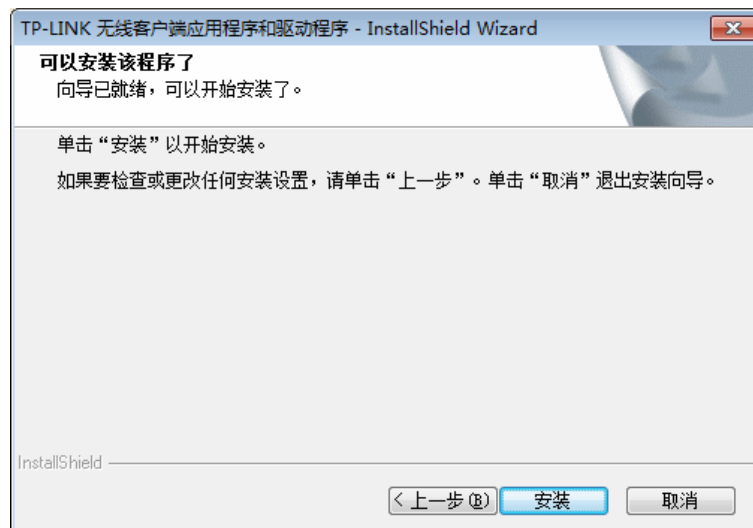 TP-LINK 无线客户端应用程序和驱动程序 - InstallShield Wizard
可以安装该程序了
向导已就绪，可以开始安装了。
单击“安装”以开始安装。
如果要检查或更改任何安装设置，请单击“上一步”。单击“取消”退出安装向导。
InstallShield
< 上一步(B) 安装 取消